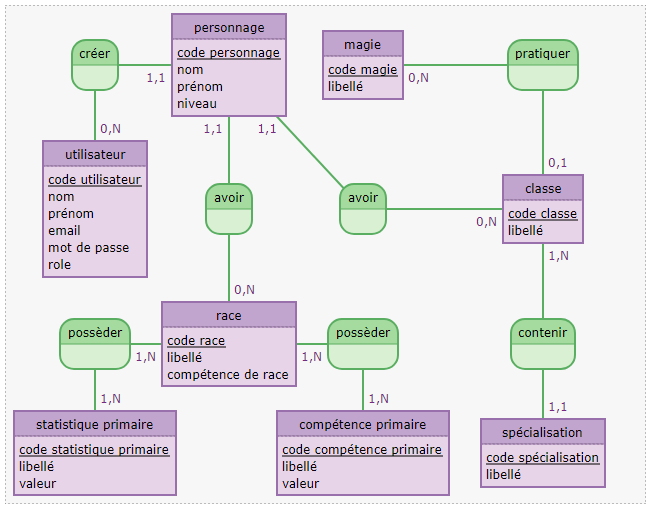 personnage
code personnage
nom
prénom
niveau
créer
1,1
0,N
magie
code magie
libellé
0,N
pratiquer
0,1
utilisateur
code utilisateur
nom
prénom
email
mot de passe
role
1,1
1,1
avoir
avoir
0,N
0,N
classe
code classe
libellé
1,N
contenir
1,1
race
code race
libellé
compétence de race
possèder
1,N
1,N
possèder
1,N
1,N
statistique primaire
code statistique primaire
libellé
valeur
compétence primaire
code compétence primaire
libellé
valeur
spécialisation
code spécialisation
libellé